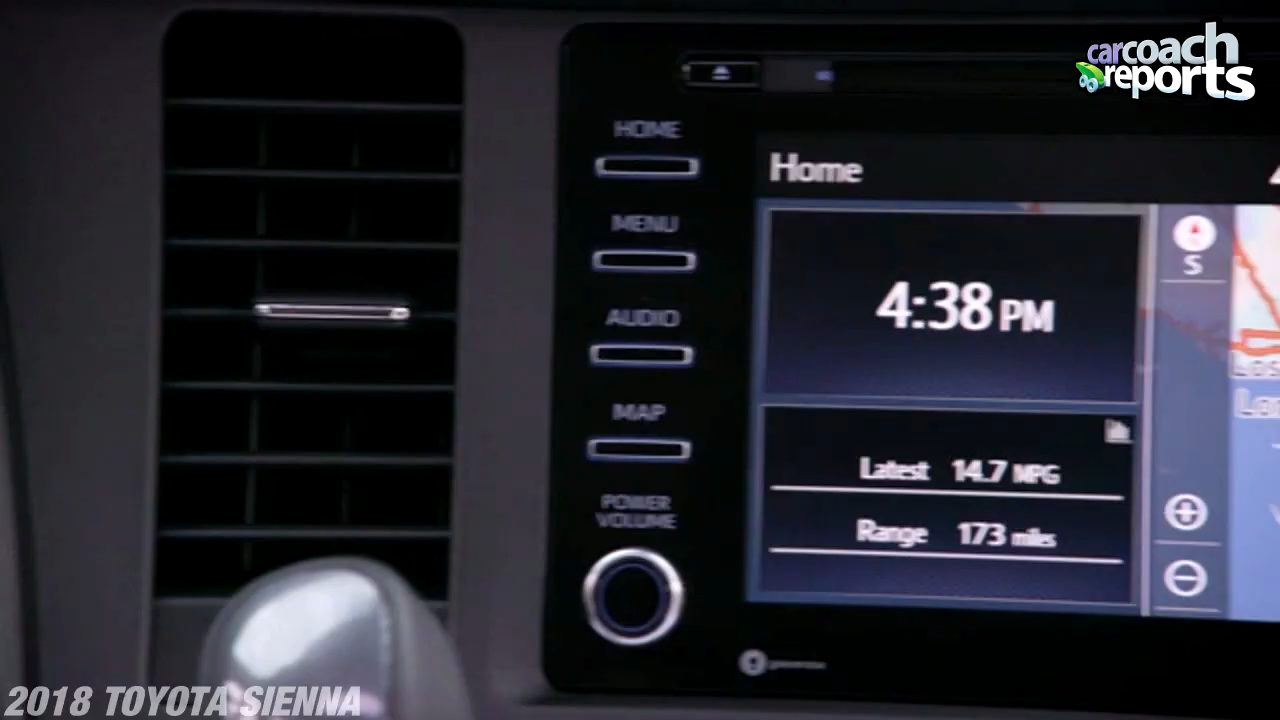 carcoach
reports
HOME
Home
MENU
S
AUDIO
4:38 PM
MAP
Latest 14.7 MPG
POWER
VOLUME
Range 173 miles
2018 TOYOTA SIENNA